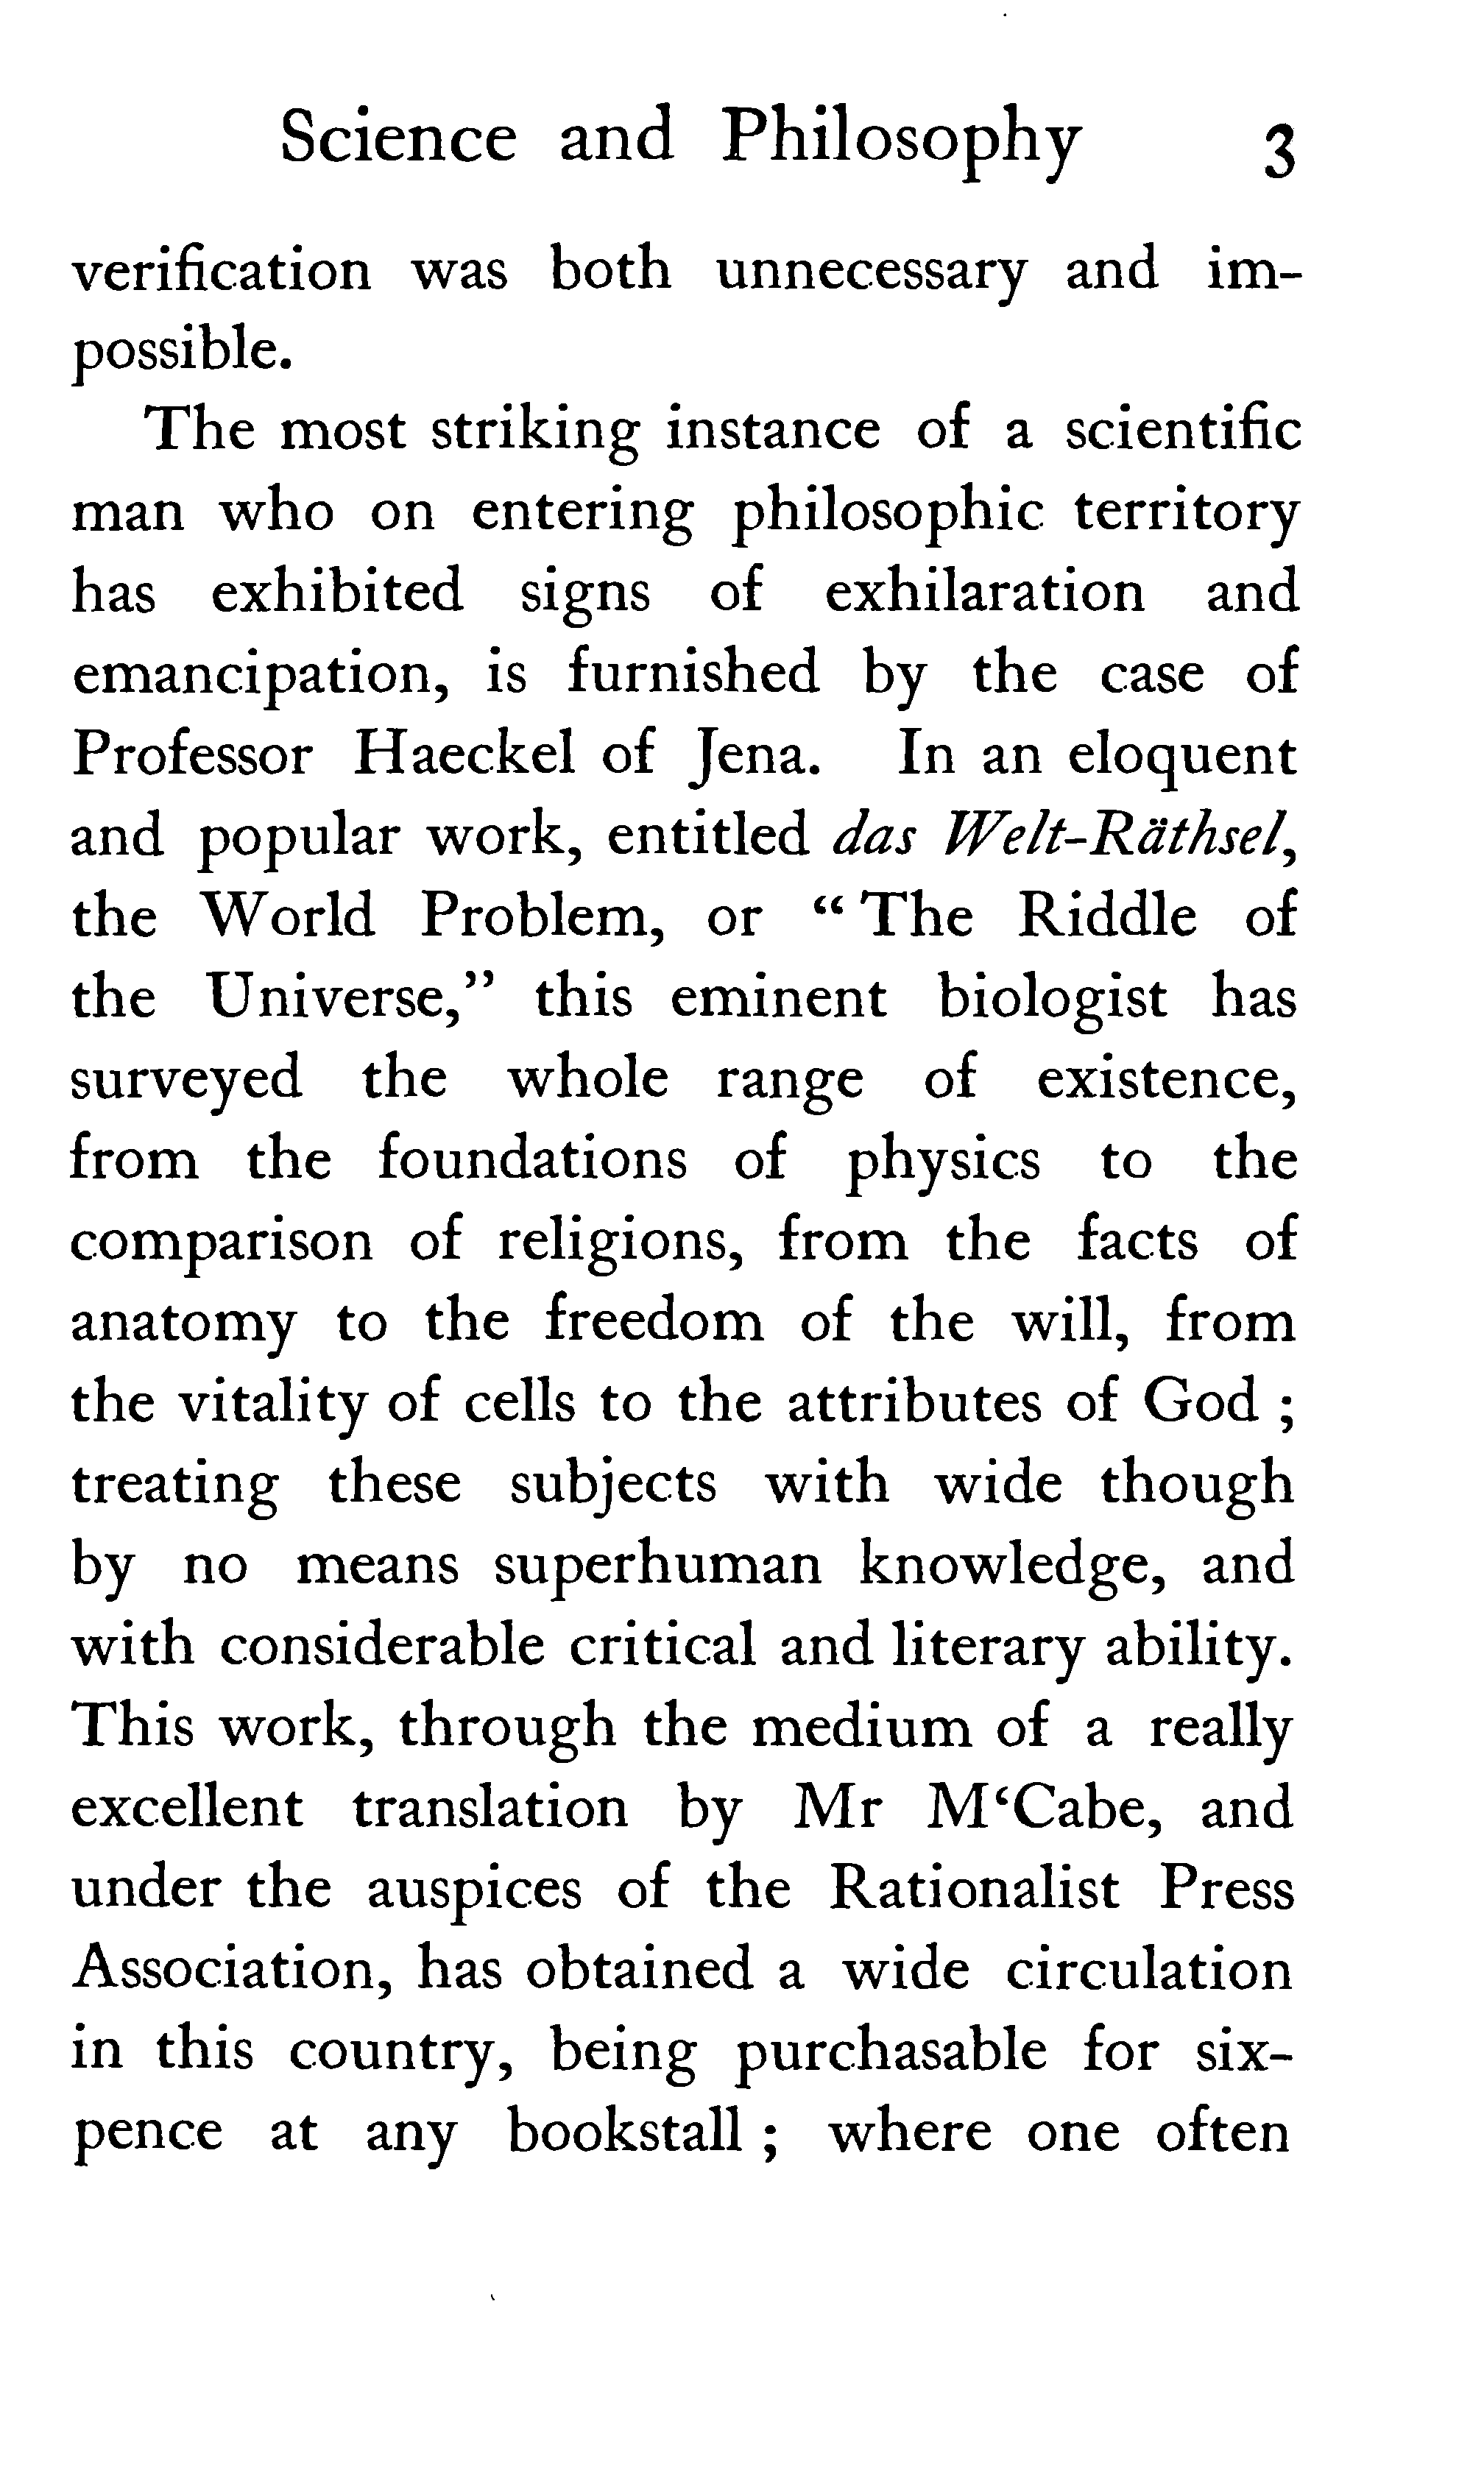 Science and Philosophy 3
verification was both unnecessary and im-
possible.
The most striking instance of a scientific
man who on entering philosophic territory
has exhibited signs of exhilaration and
emancipation, is furnished by the case of
Professor Haeckel of Jena. In an eloquent
and popular work, entitled das Welt-Räthsel,
the World Problem, or “ The Riddle of
the Universe,” this eminent biologist has
surveyed the whole range of existence,
from the foundations of physics to the
comparison of religions, from the facts of
anatomy to the freedom of the will, from
the vitality of cells to the attributes of God ;
treating these subjects with wide though
by no means superhuman knowledge, and
with considerable critical and literary ability.
This work, through the medium of a really
excellent translation by Mr M‘Cabe, and
under the auspices of the Rationalist Press
Association, has obtained a wide circulation
in this country, being purchasable for six-
pence at any bookstall ; where one often